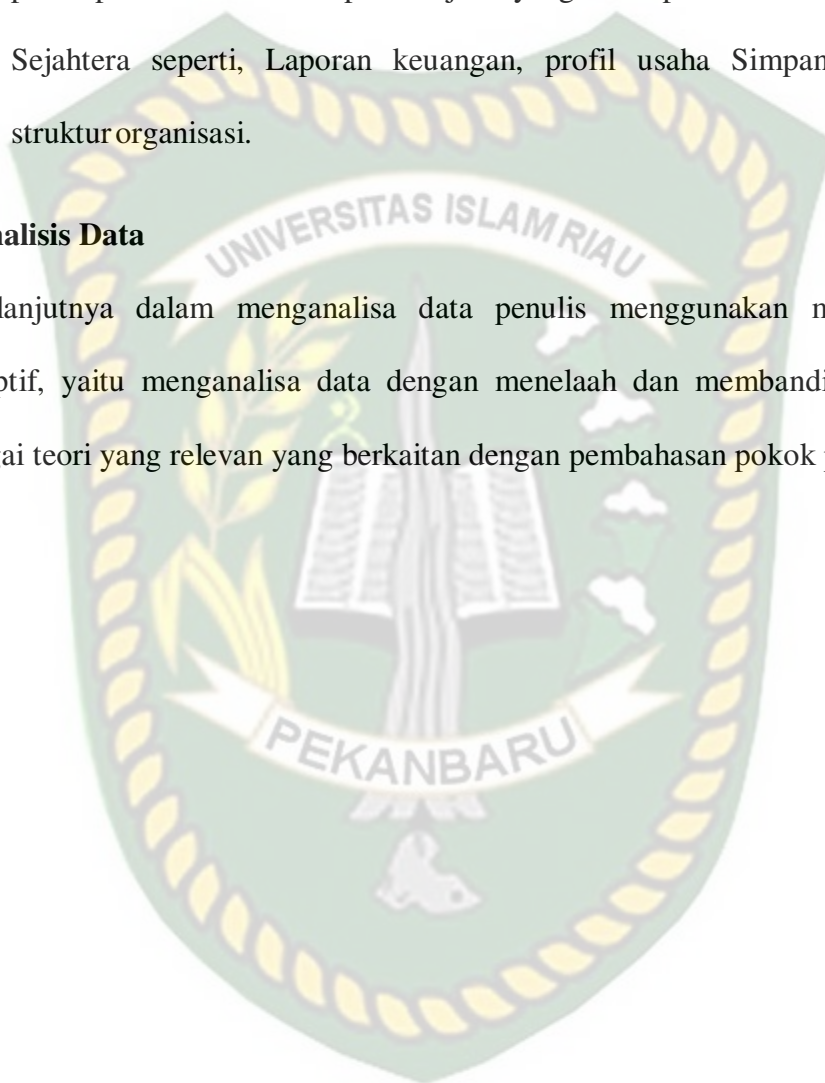 Sejahtera seperti, Laporan keuangan, profil usaha Simpan
struktur organisasi.
nalisis Data
UNIVERSITAS ISLAM RIAU
lanjutnya dalam menganalisa data penulis menggunakan
ptif, yaitu menganalisa data dengan menelaah dan membandi
gai teori yang relevan yang berkaitan dengan pembahasan pokok
PEKANBARU